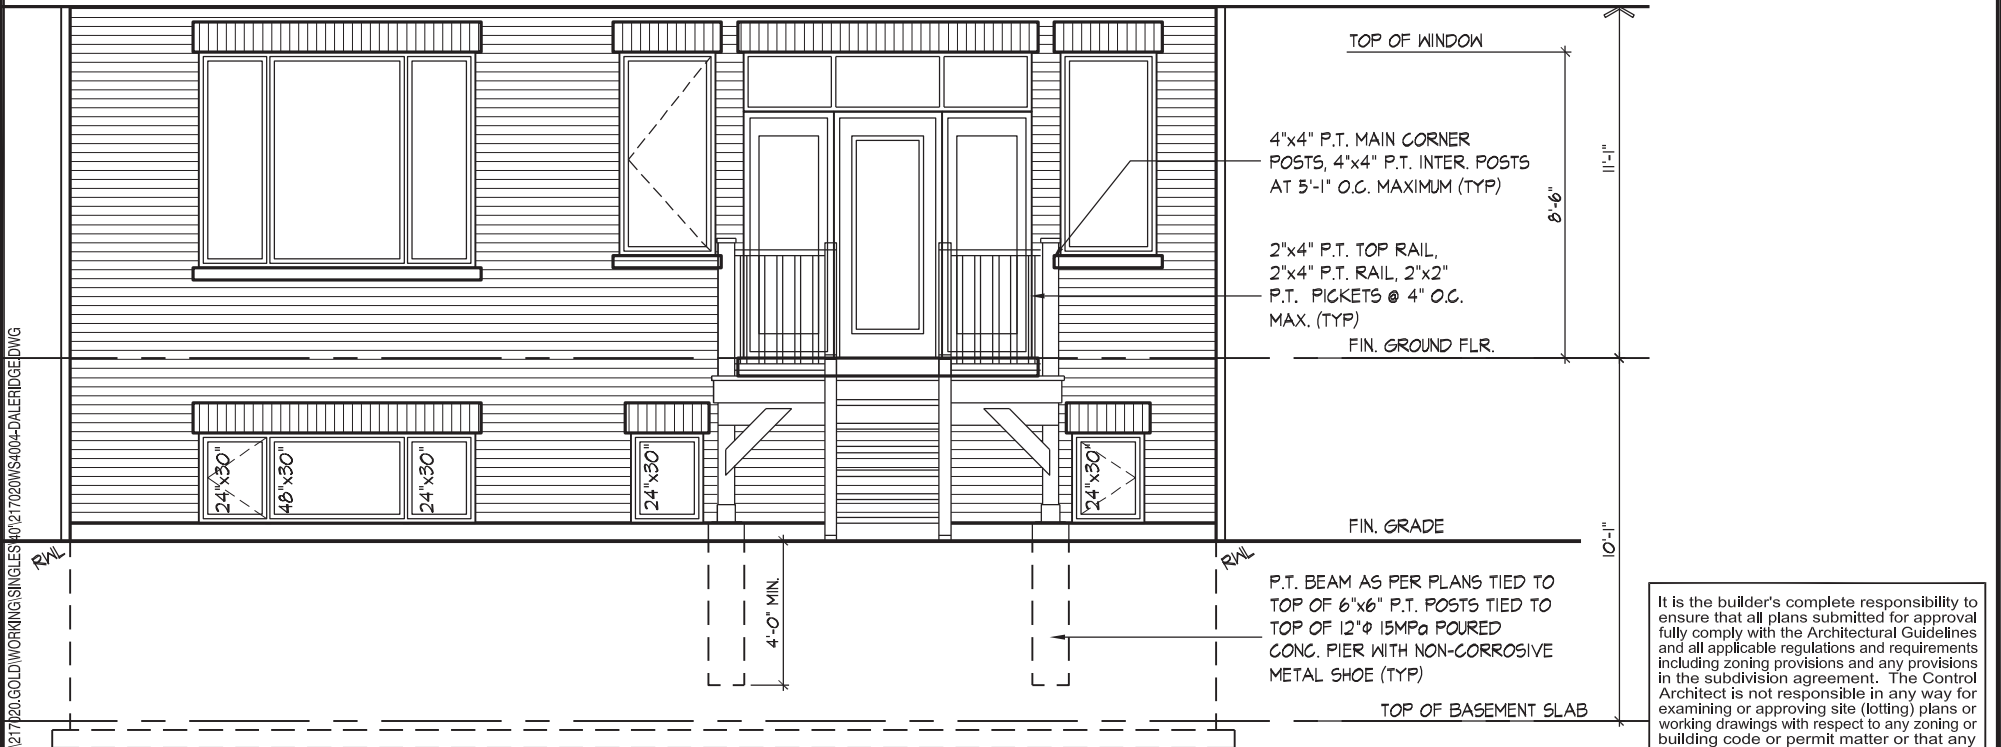 TOP OF WINDOW
4"x4" P.T. MAIN CORNER
POSTS, 4"x4" P.T. INTER. POSTS
AT 5'-1" O.C. MAXIMUM (TYP)
11'-1"
8'-6"
2"x4" P.T. TOP RAIL,
2"x4" P.T. RAIL, 2"x2"
P.T. PICKETS @ 4" O.C.
MAX. (TYP)
FIN. GROUND FLR.
24"x30"
48"x30"
24"x30"
24"x30"
24"x30"
FIN. GRADE
10'-1"
RWL
RWL
4'-0" MIN.
P.T. BEAM AS PER PLANS TIED TO
TOP OF 6"x6" P.T. POSTS TIED TO
TOP OF 12"Φ 15MPa POURED
CONC. PIER WITH NON-CORROSIVE
METAL SHOE (TYP)
TOP OF BASEMENT SLAB
It is the builder's complete responsibility to
ensure that all plans submitted for approval
fully comply with the Architectural Guidelines
and all applicable regulations and requirements
including zoning provisions and any provisions
in the subdivision agreement. The Control
Architect is not responsible in any way for
examining or approving site (lotting) plans or
working drawings with respect to any zoning or
building code or permit matter or that any
\217020.GOLD\WORKING\SINGLES\40\217020WS4004-DALERIDGE.DWG